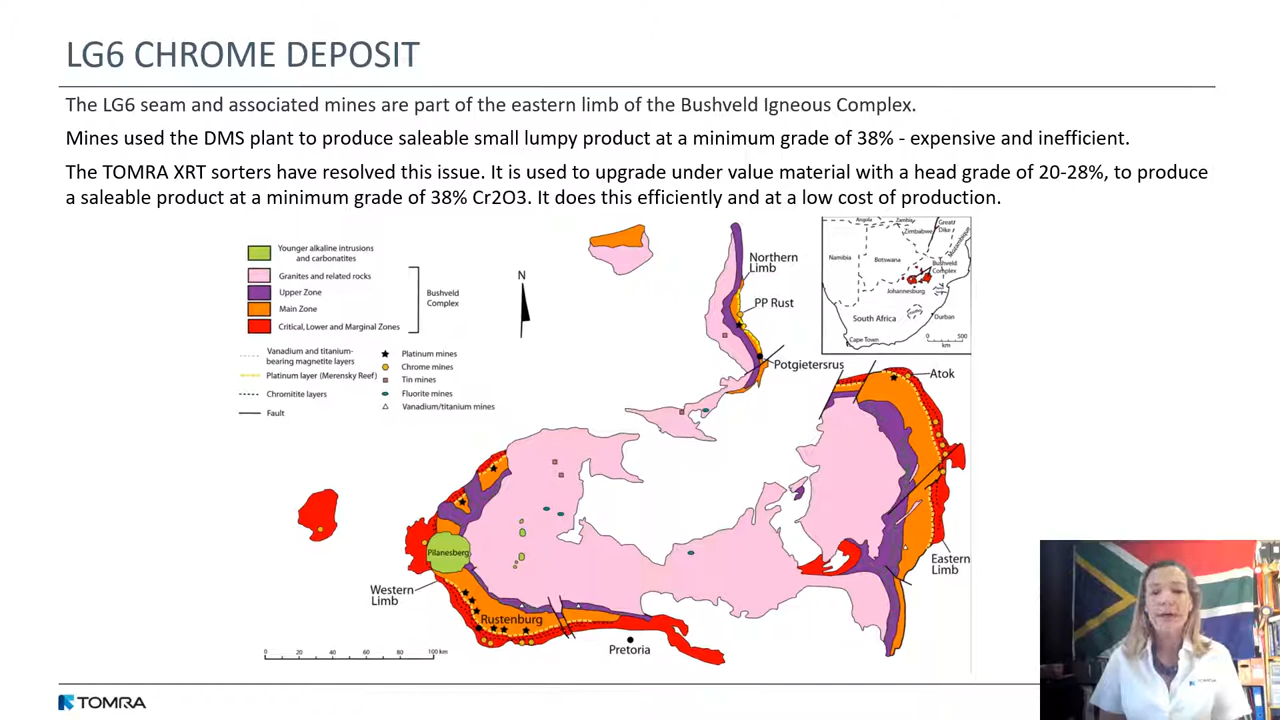 LG6 CHROME DEPOSIT
The LG6 seam and associated mines are part of the eastern limb of the Bushveld Igneous Complex.
Mines used the DMS plant to produce saleable small lumpy product at a minimum grade of 38% - expensive and inefficient.
The TOMRA XRT sorters have resolved this issue. It is used to upgrade under value material with a head grade of 20-28%, to produce
a saleable product at a minimum grade of 38% Cr2O3. It does this efficiently and at a low cost of production.
Younger alkaline intrusions
and carbonatites
Granites and related rocks
Upper Zone
Main Zone
Critical, Lower and Marginal Zones
Bushveld
Complex
Vanadium and titanium-
bearing magnetite layers
Platinum layer (Merensky Reef)
Chromitite layers
Fault
Platinum mines
Chrome mines
Tin mines
Fluorite mines
Vanadium/titanium mines
N
Northern
Limb
PP Rust
Potgietersrus
Angola
Zambia
Zimbabwe
Great
Dike
Mozambique
Namibia
Botswana
Bushveld
Complex
Johannesburg
South Africa
Durban
Cape Town
0 500
km
Atok
Eastern
Limb
Pilanesberg
Western
Limb
Rustenburg
Pretoria
0 20 40 60 80 100 km
TOMRA